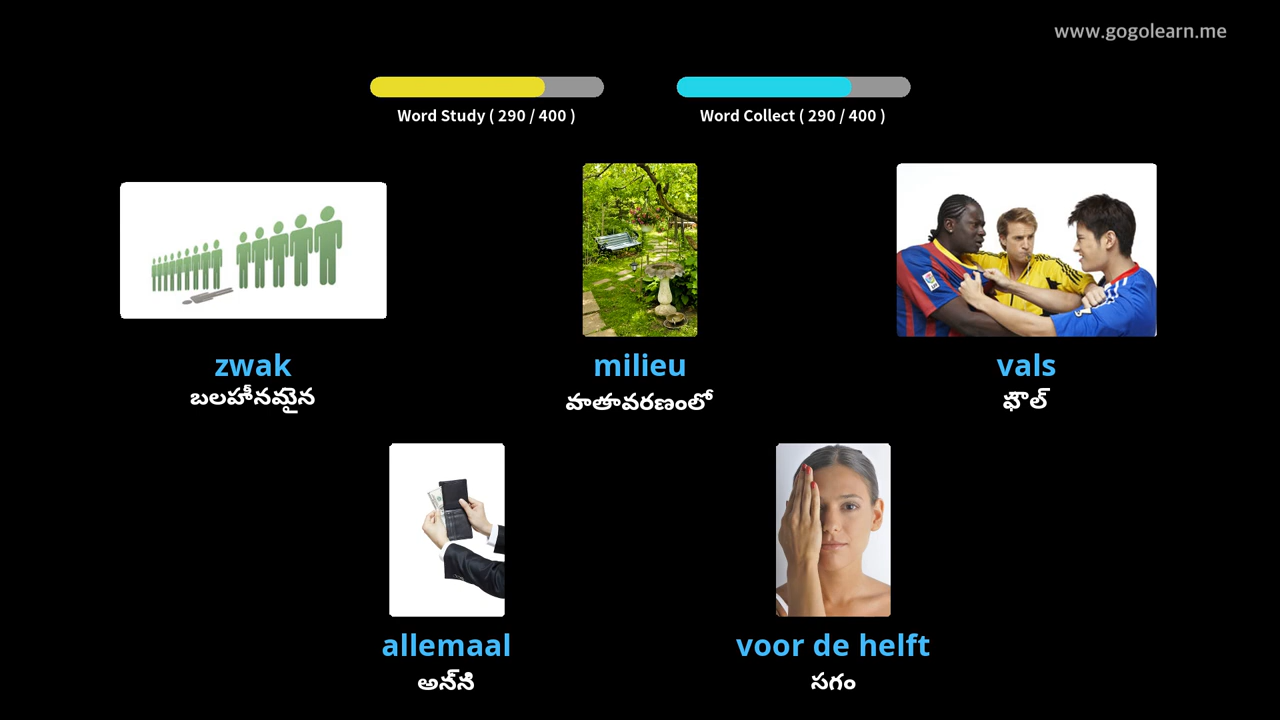 www.gogolearn.me
Word Study ( 290 / 400 )
Word Collect ( 290 / 400 )
zwak
బలహీనమైన
milieu
వాతావరణంలో
vals
ఫౌల్
allemaal
అన్ని
voor de helft
సగం